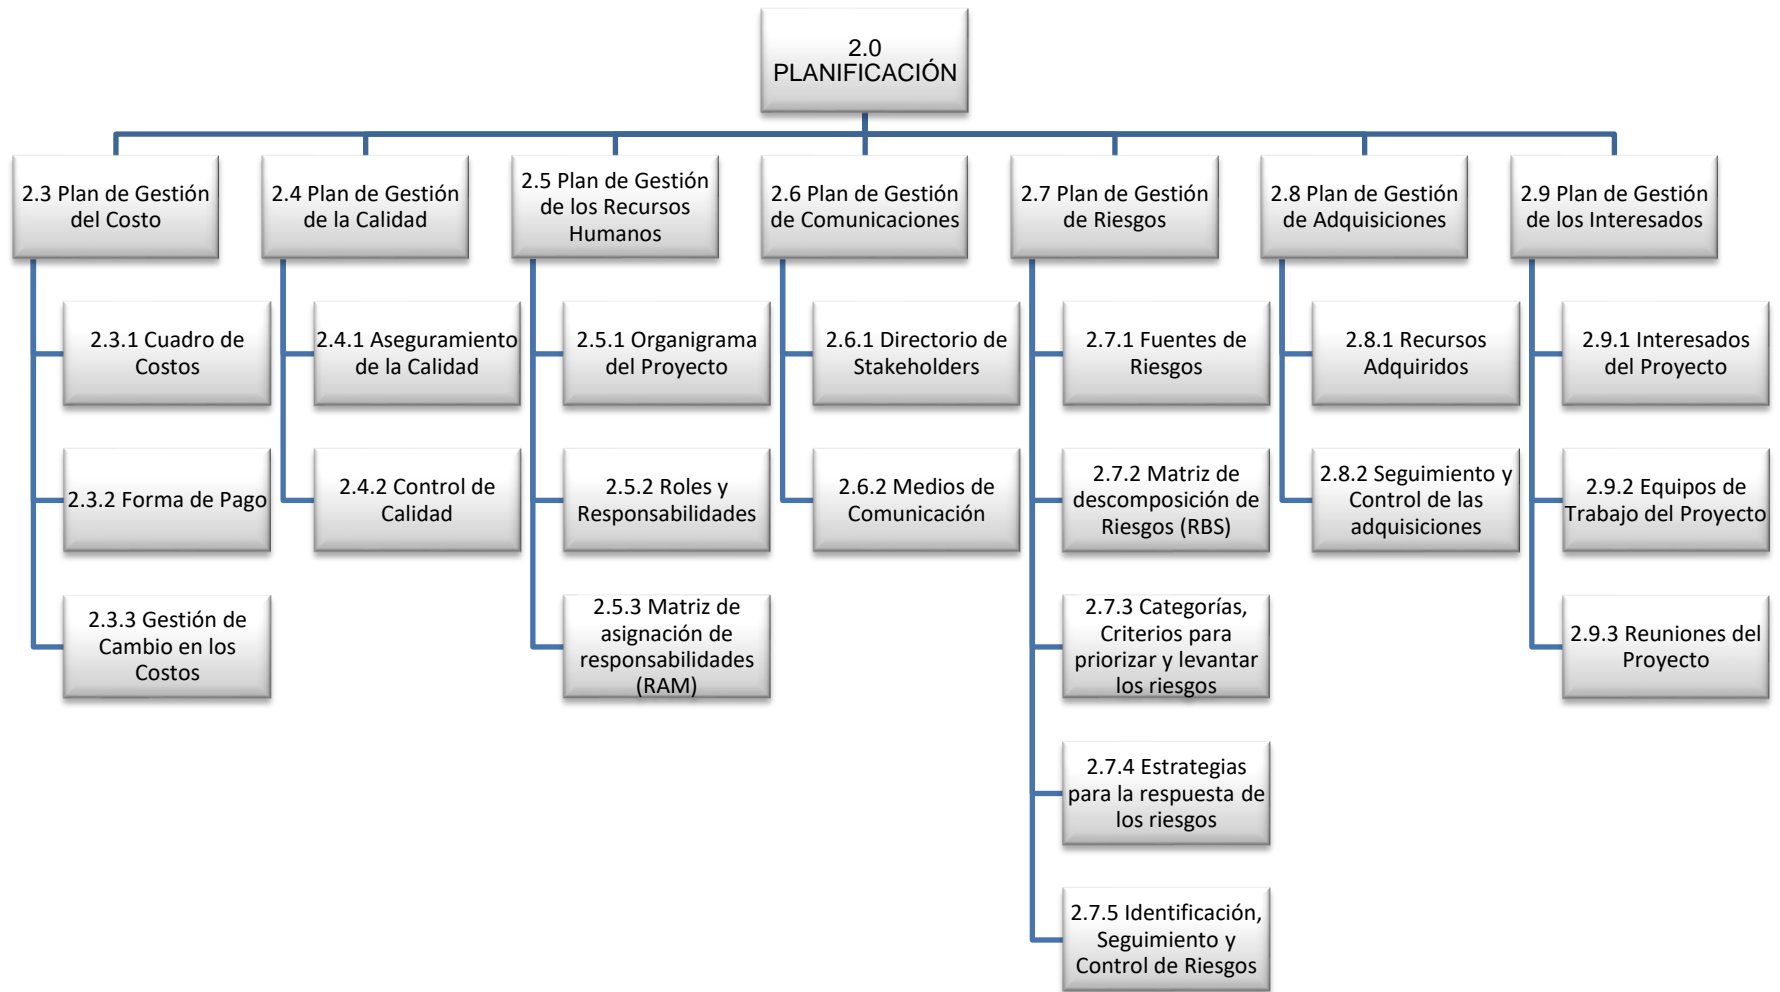 2.0
PLANIFICACIÓN
2.3 Plan de Gestión
del Costo
2.3.1 Cuadro de
Costos
2.3.2 Forma de Pago
2.3.3 Gestión de
Cambio en los
Costos
2.4 Plan de Gestión
de la Calidad
2.4.1 Aseguramiento
de la Calidad
2.4.2 Control de
Calidad
2.5 Plan de Gestión
de los Recursos
Humanos
2.5.1 Organigrama
del Proyecto
2.5.2 Roles y
Responsabilidades
2.5.3 Matriz de
asignación de
responsabilidades
(RAM)
2.6 Plan de Gestión
de Comunicaciones
2.6.1 Directorio de
Stakeholders
2.6.2 Medios de
Comunicación
2.7 Plan de Gestión
de Riesgos
2.7.1 Fuentes de
Riesgos
2.7.2 Matriz de
descomposición de
Riesgos (RBS)
2.7.3 Categorías,
Criterios para
priorizar y levantar
los riesgos
2.7.4 Estrategias
para la respuesta de
los riesgos
2.7.5 Identificación,
Seguimiento y
Control de Riesgos
2.8 Plan de Gestión
de Adquisiciones
2.8.1 Recursos
Adquiridos
2.8.2 Seguimiento y
Control de las
adquisiciones
2.9 Plan de Gestión
de los Interesados
2.9.1 Interesados
del Proyecto
2.9.2 Equipos de
Trabajo del Proyecto
2.9.3 Reuniones del
Proyecto